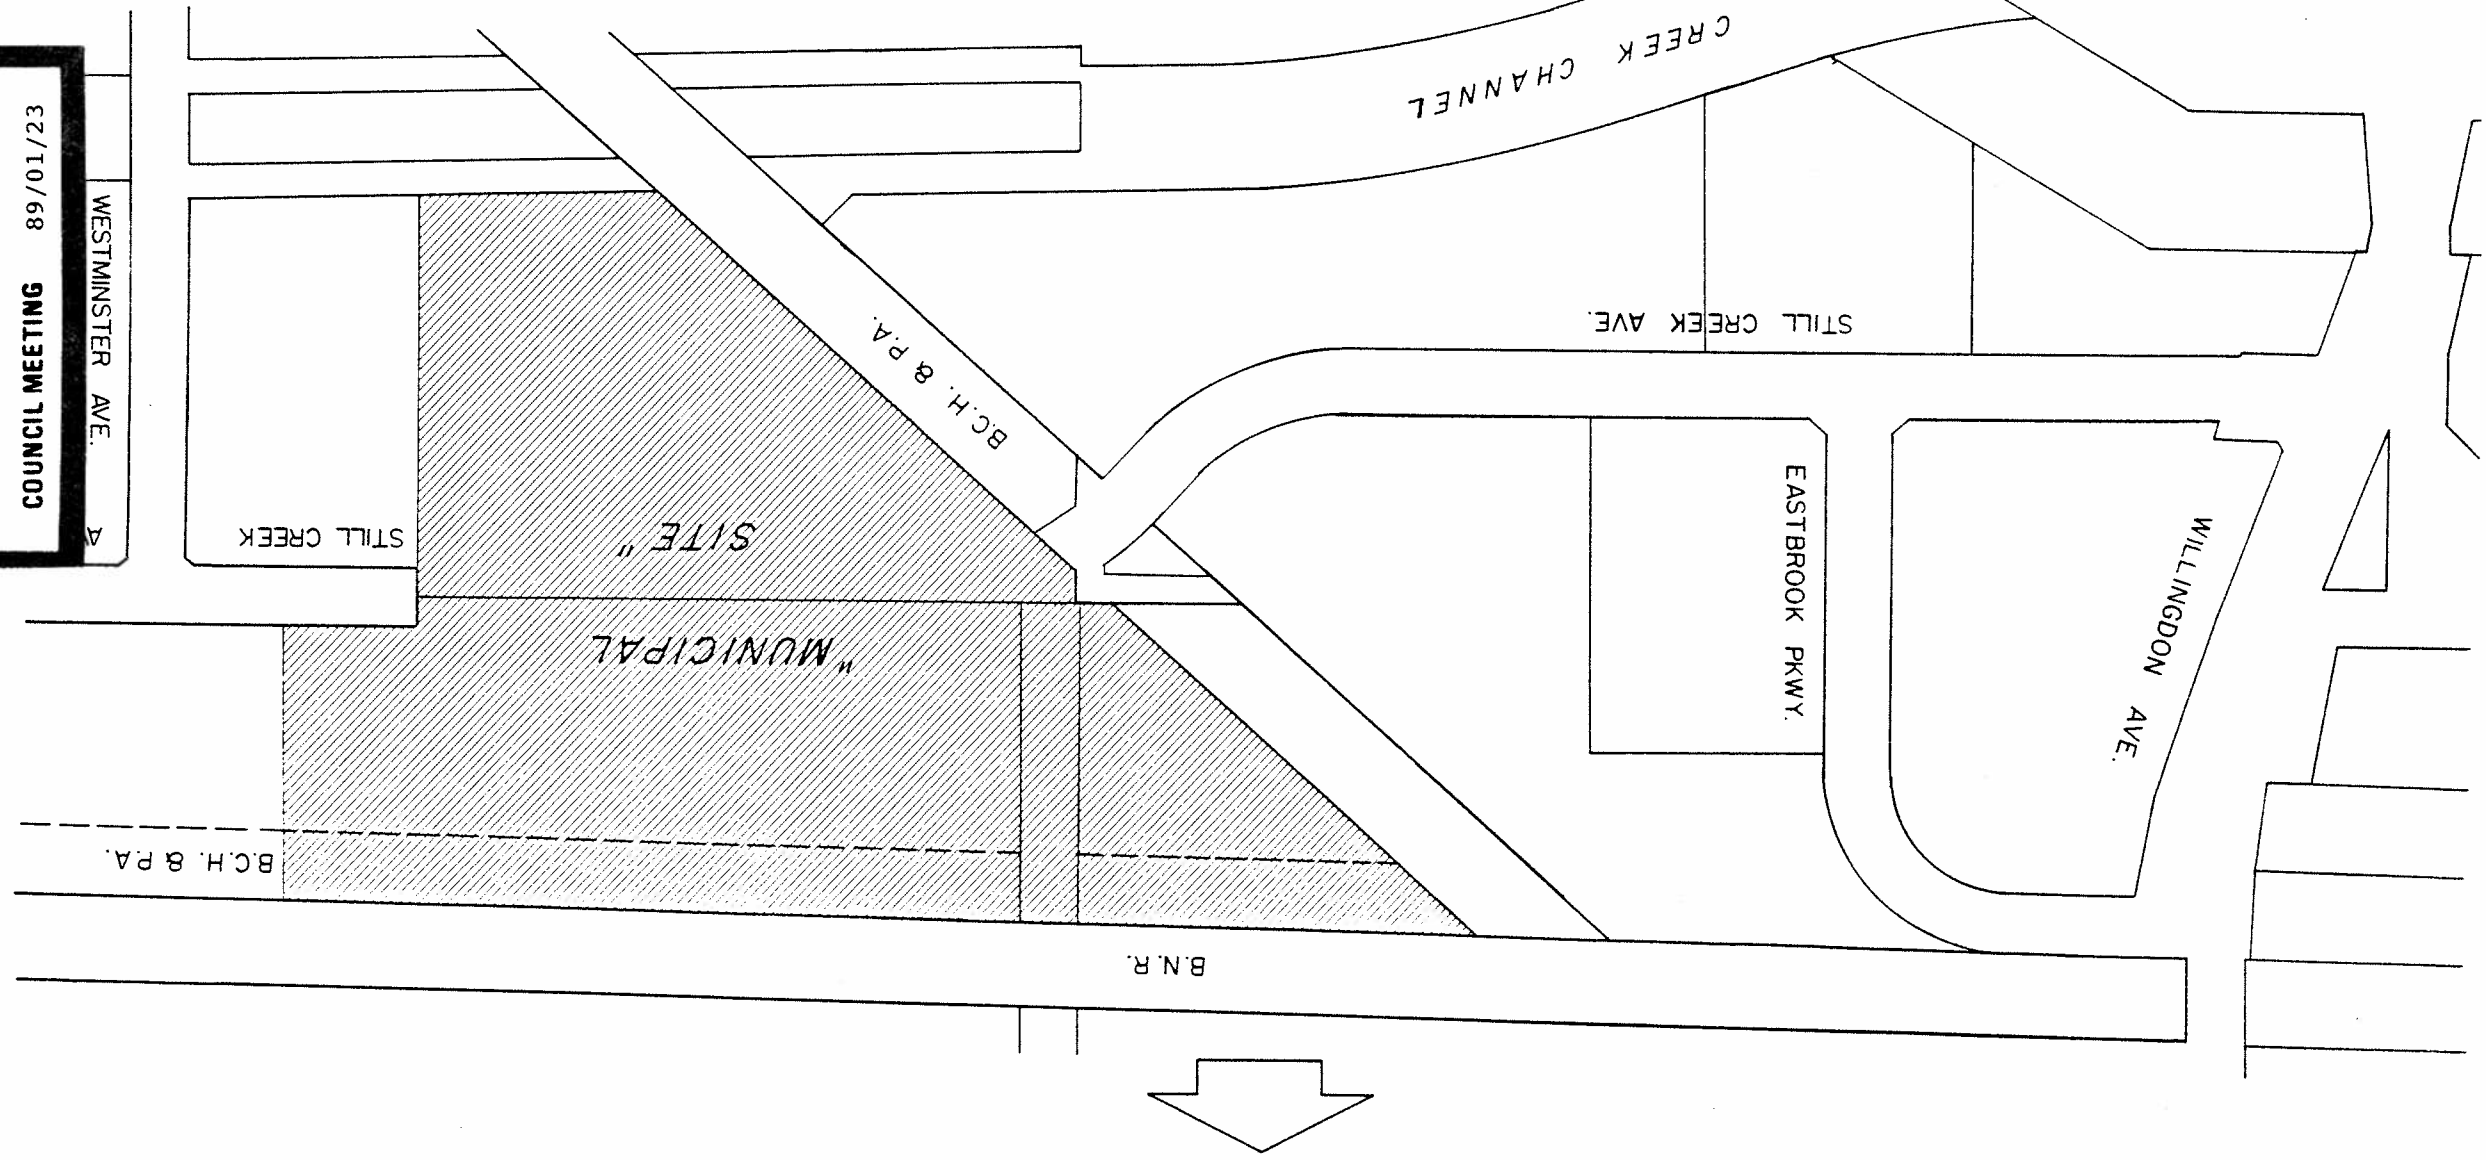 COUNCIL MEETING 89/01/23
WESTMINSTER AVE.
A
CREEK CHANNEL
STILL CREEK AVE.
B.C.H. & P.A.
STILL CREEK
"MUNICIPAL
SITE"
EASTBROOK PKWY.
WILLINGDON AVE.
B.C.H. & P.A.
B.N.R.